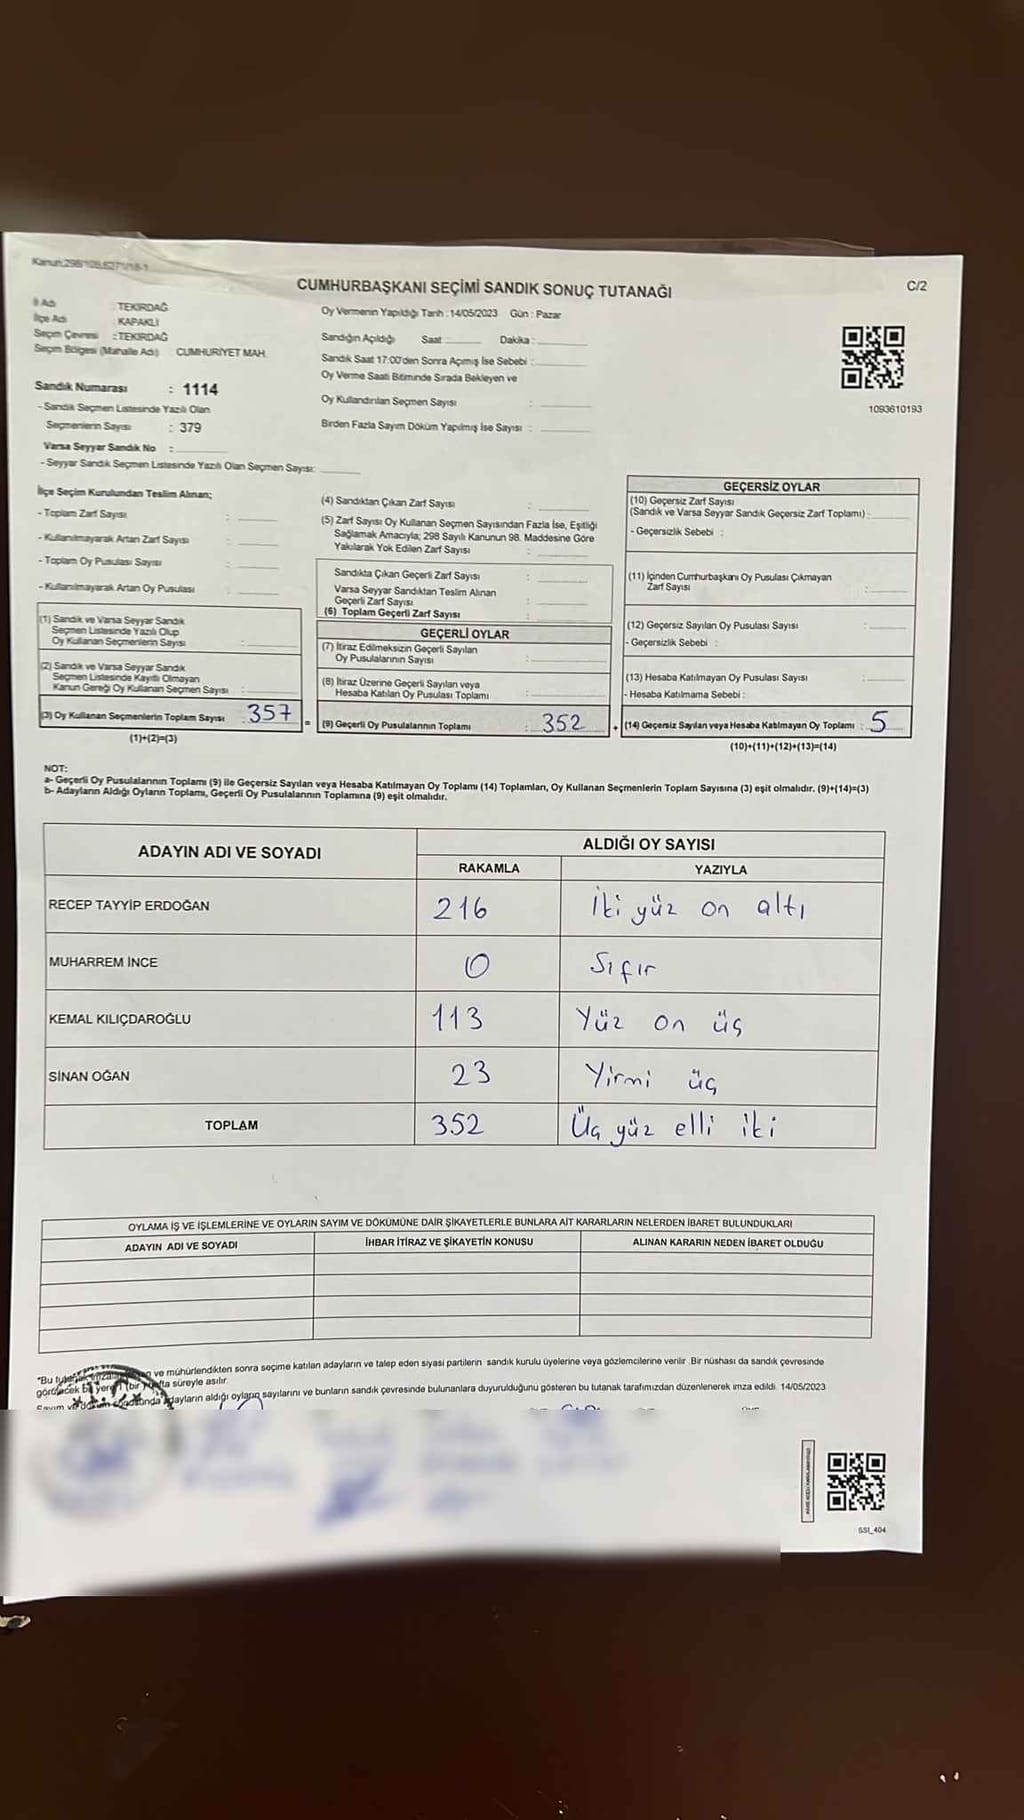 C/2
CUMHURBAŞKANI SEÇİMİ SANDIK SONUÇ TUTANAĞI
İl Adı : TEKİRDAĞ
İlçe Adı : KAPAKLI
Seçim Çevresi : TEKİRDAĞ
Seçim Bölgesi (Mahalle Adı) CUMHURİYET MAH.
Sandık Numarası : 1114
- Sandık Seçmen Listesinde Yazılı Olan
Seçmenlerin Sayısı : 379
Varsa Seyyar Sandık No :
- Seyyar Sandık Seçmen Listesinde Yazılı Olan Seçmen Sayısı:
Oy Vermenin Yapıldığı Tarih : 14/05/2023 Gün : Pazar
Sandığın Açıldığı Saat : Dakika :
Sandık Saat 17:00'den Sonra Açımış İse Sebebi :
Oy Verme Saati Bitiminde Sırada Bekleyen ve
Oy Kullandırılan Seçmen Sayısı :
Birden Fazla Sayım Döküm Yapılmış İse Sayısı :
1093610193
İlçe Seçim Kurulundan Teslim Alınan;
- Toplam Zarf Sayısı :
- Kullanılmayarak Artan Zarf Sayısı :
- Toplam Oy Pusulası Sayısı :
- Kullanılmayarak Artan Oy Pusulası :
(1) Sandık ve Varsa Seyyar Sandık
Seçmen Listesinde Yazılı Olup
Oy Kullanan Seçmenlerin Sayısı :
(2) Sandık ve Varsa Seyyar Sandık
Seçmen Listesinde Kayıtlı Olmayan
Kanun Gereği Oy Kullanan Seçmen Sayısı :
(3) Oy Kullanan Seçmenlerin Toplam Sayısı : 357 =
(1)+(2)=(3)
(4) Sandıktan Çıkan Zarf Sayısı :
(5) Zarf Sayısı Oy Kullanan Seçmen Sayısından Fazla İse, Eşitliği
Sağlamak Amacıyla; 298 Sayılı Kanunun 98. Maddesine Göre
Yakılarak Yok Edilen Zarf Sayısı :
Sandıkta Çıkan Geçerli Zarf Sayısı :
Varsa Seyyar Sandıktan Teslim Alınan
Geçerli Zarf Sayısı :
(6) Toplam Geçerli Zarf Sayısı :
GEÇERLİ OYLAR
(7) İtiraz Edilmeksizin Geçerli Sayılan
Oy Pusulalarının Sayısı :
(8) İtiraz Üzerine Geçerli Sayılan veya
Hesaba Katılan Oy Pusulası Toplamı :
(9) Geçerli Oy Pusulalarının Toplamı : 352 +
GEÇERSİZ OYLAR
(10) Geçersiz Zarf Sayısı
(Sandık ve Varsa Seyyar Sandık Geçersiz Zarf Toplamı) :
- Geçersizlik Sebebi :
(11) İçinden Cumhurbaşkanı Oy Pusulası Çıkmayan
Zarf Sayısı :
(12) Geçersiz Sayılan Oy Pusulası Sayısı :
- Geçersizlik Sebebi :
(13) Hesaba Katılmayan Oy Pusulası Sayısı :
- Hesaba Katılmama Sebebi :
(14) Geçersiz Sayılan veya Hesaba Katılmayan Oy Toplamı : 5
(10)+(11)+(12)+(13)=(14)
NOT:
a- Geçerli Oy Pusulalarının Toplamı (9) ile Geçersiz Sayılan veya Hesaba Katılmayan Oy Toplamı (14) Toplamları, Oy Kullanan Seçmenlerin Toplam Sayısına (3) eşit olmalıdır. (9)+(14)=(3)
b- Adayların Aldığı Oyların Toplamı, Geçerli Oy Pusulalarının Toplamına (9) eşit olmalıdır.
ADAYIN ADI VE SOYADI ALDIĞI OY SAYISI
RAKAMLA YAZIYLA
RECEP TAYYİP ERDOĞAN 216 İki yüz on altı
MUHARREM İNCE 0 Sıfır
KEMAL KILIÇDAROĞLU 113 Yüz on üç
SİNAN OĞAN 23 Yirmi üç
TOPLAM 352 Üç yüz elli iki
OYLAMA İŞ VE İŞLEMLERİNE VE OYLARIN SAYIM VE DÖKÜMÜNE DAİR ŞİKAYETLERLE BUNLARA AİT KARARLARIN NELERDEN İBARET BULUNDUKLARI
ADAYIN ADI VE SOYADI İHBAR İTİRAZ VE ŞİKAYETİN KONUSU ALINAN KARARIN NEDEN İBARET OLDUĞU
"Bu ve mühürlendikten sonra seçime katılan adayların ve talep eden siyasi partilerin sandık kurulu üyelerine veya gözlemcilerine verilir. Bir nüshası da sandık çevresinde
görülecek bir yere bir hafta süreyle asılır.
adayların aldığı oyların sayılarını ve bunların sandık çevresinde bulunanlara duyurulduğunu gösteren bu tutanak tarafımızdan düzenlenerek imza edildi. 14/05/2023
SSI_404